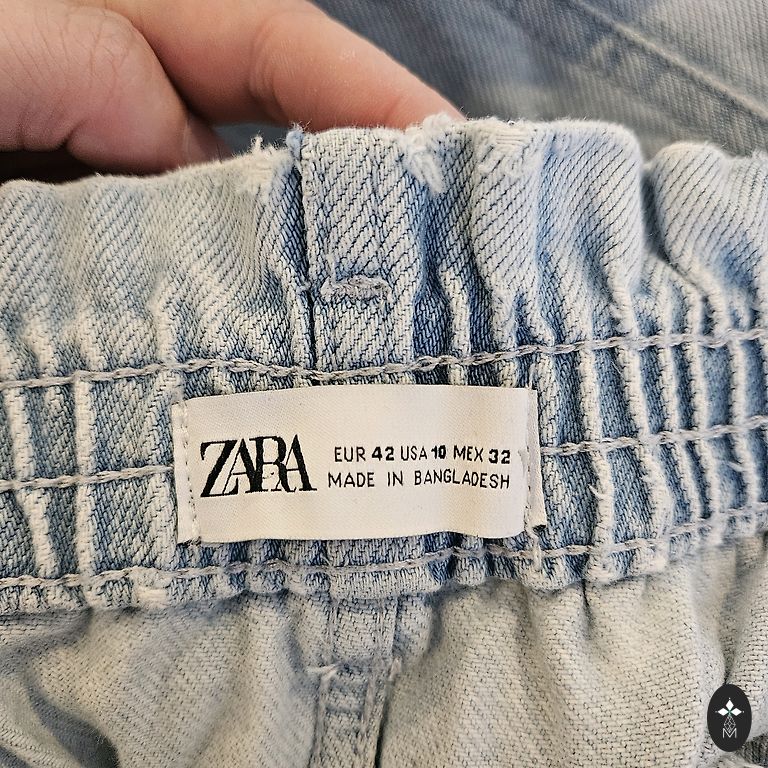 ZARA
EUR 42 USA 10 MEX 32
MADE IN BANGLADESH
M